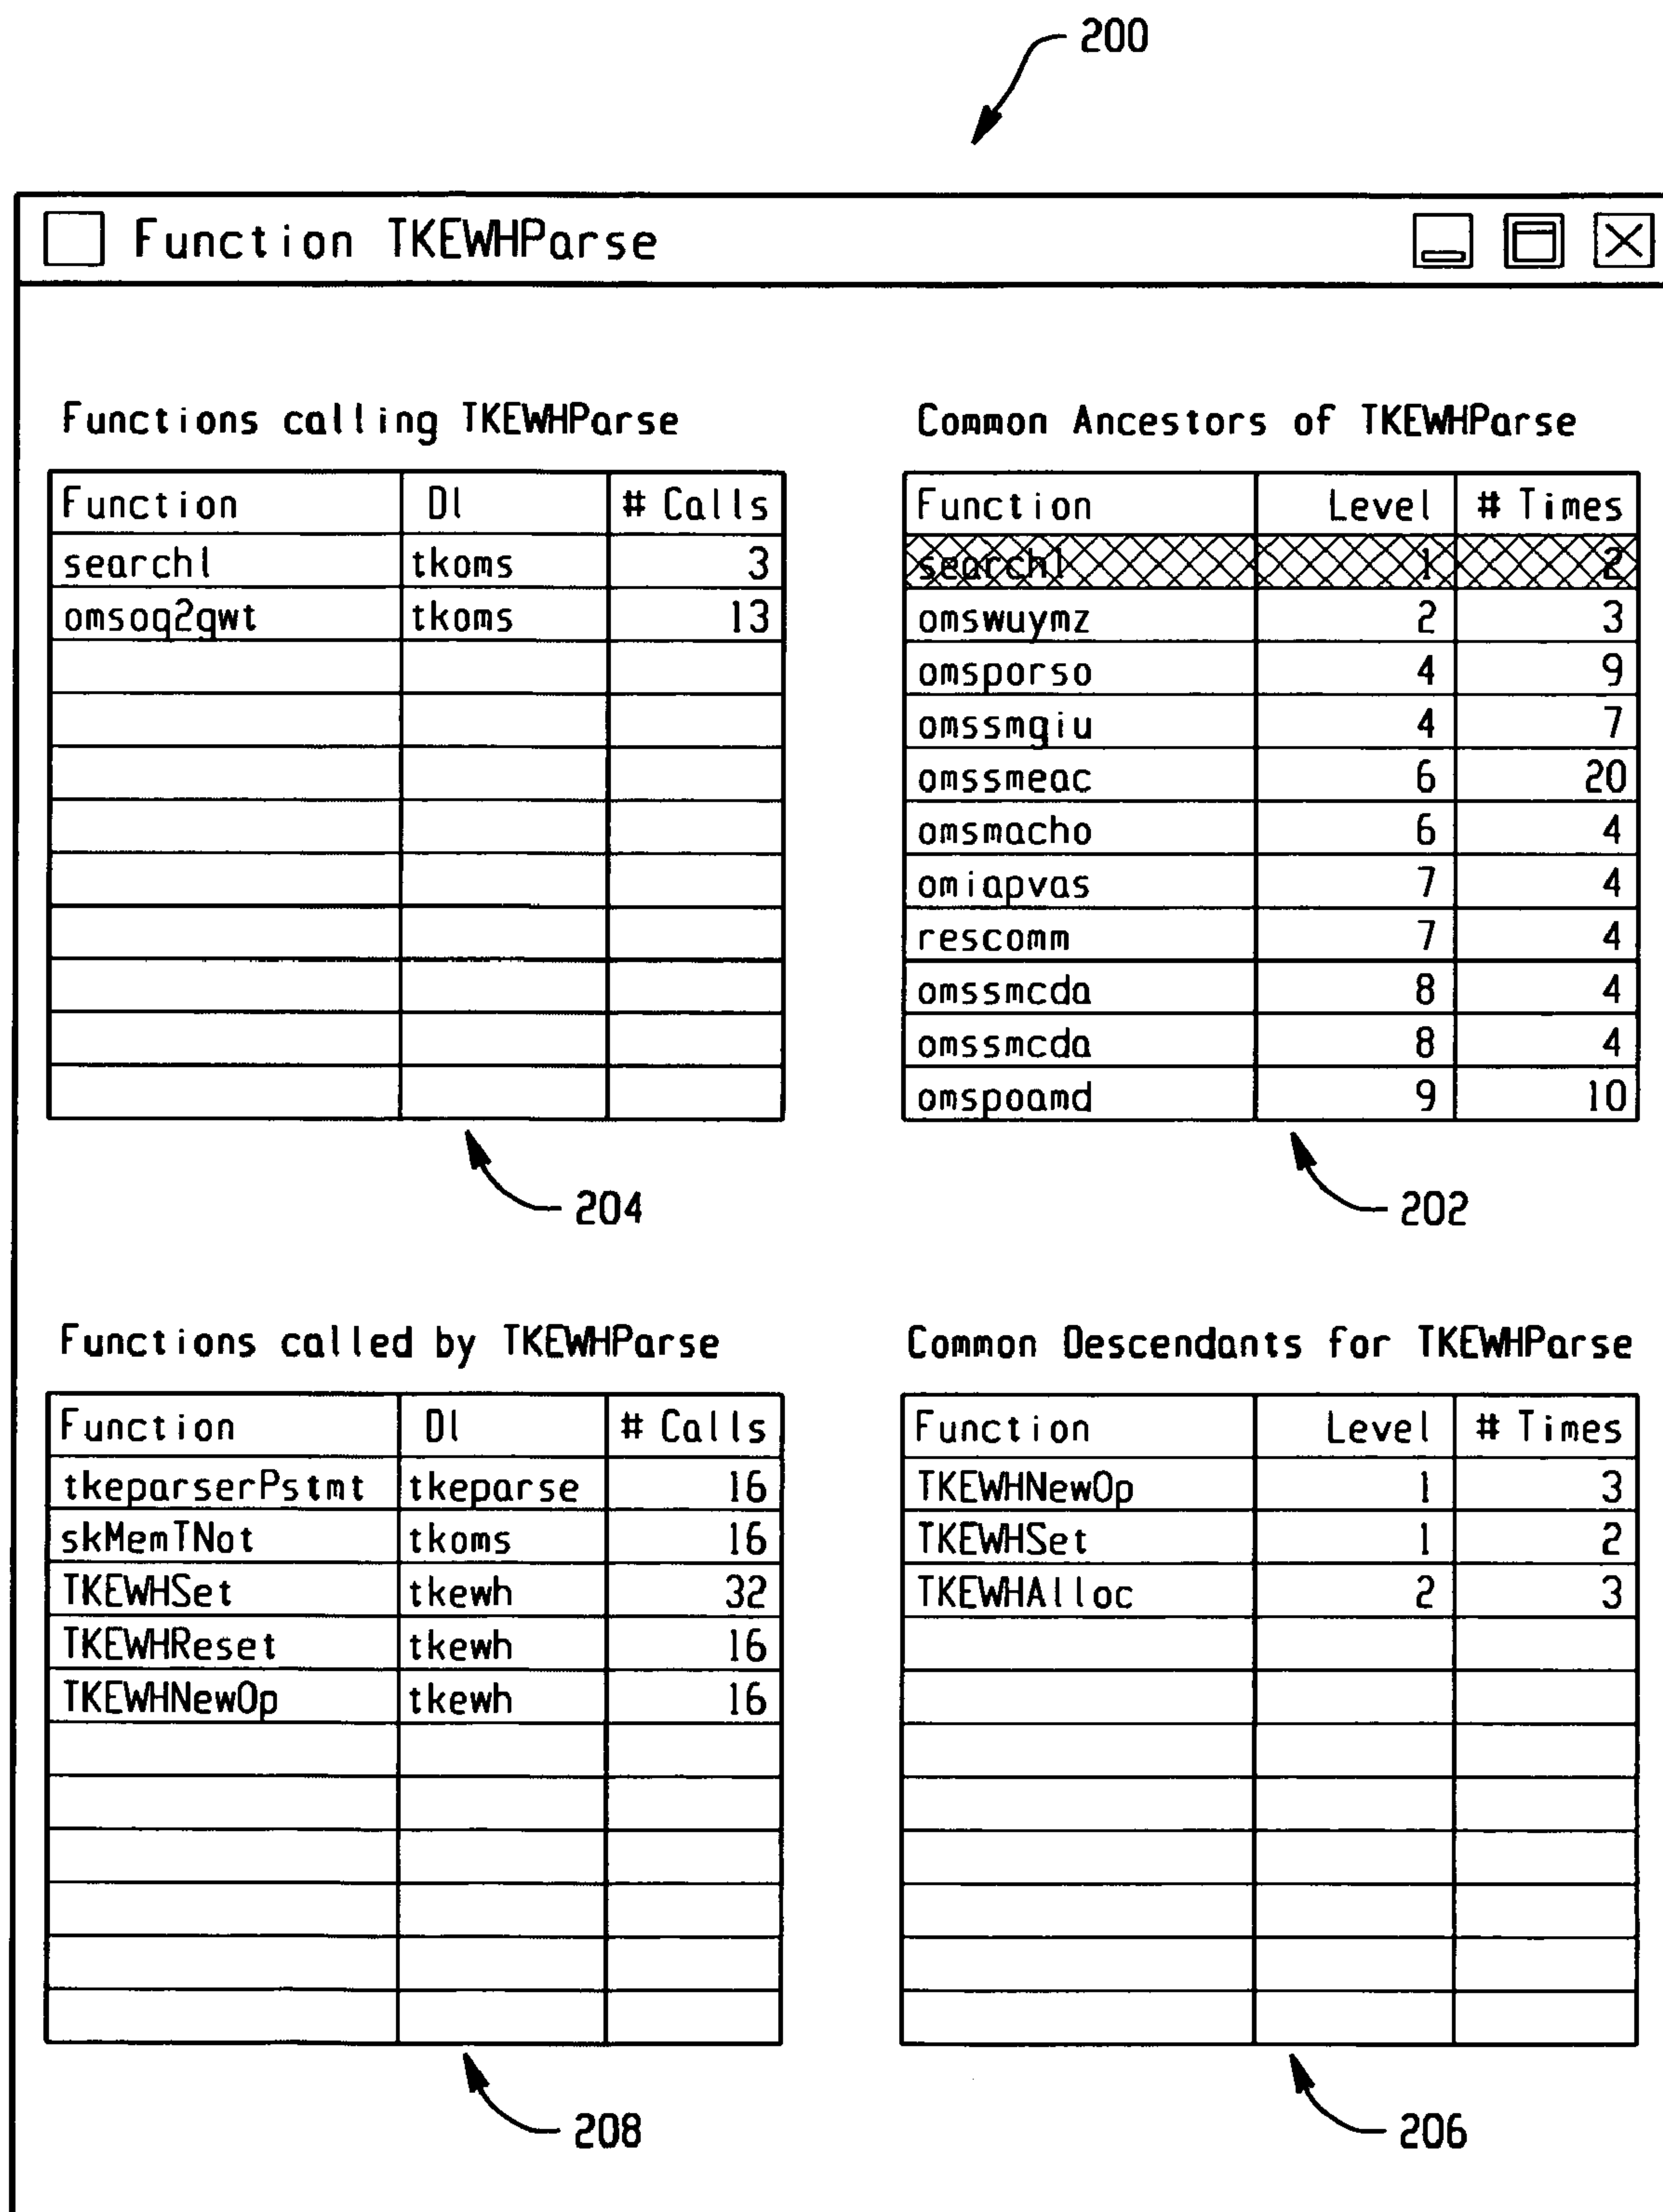 200
Function TKEWHParse
Functions calling TKEWHParse
Function Dl # Calls
searchl tkoms 3
omsoq2qwt tkoms 13
204
Common Ancestors of TKEWHParse
Function Level # Times
searchl 1 2
omswuymz 2 3
omsporso 4 9
omssmqiu 4 7
omssmeac 6 20
omsmacho 6 4
omiapvas 7 4
rescomm 7 4
omssmcda 8 4
omssmcda 8 4
omspoamd 9 10
202
Functions called by TKEWHParse
Function Dl # Calls
tkeparserPstmt tkeparse 16
skMemTNot tkoms 16
TKEWHSet tkewh 32
TKEWHReset tkewh 16
TKEWHNewOp tkewh 16
208
Common Descendants for TKEWHParse
Function Level # Times
TKEWHNewOp 1 3
TKEWHSet 1 2
TKEWHAlloc 2 3
206